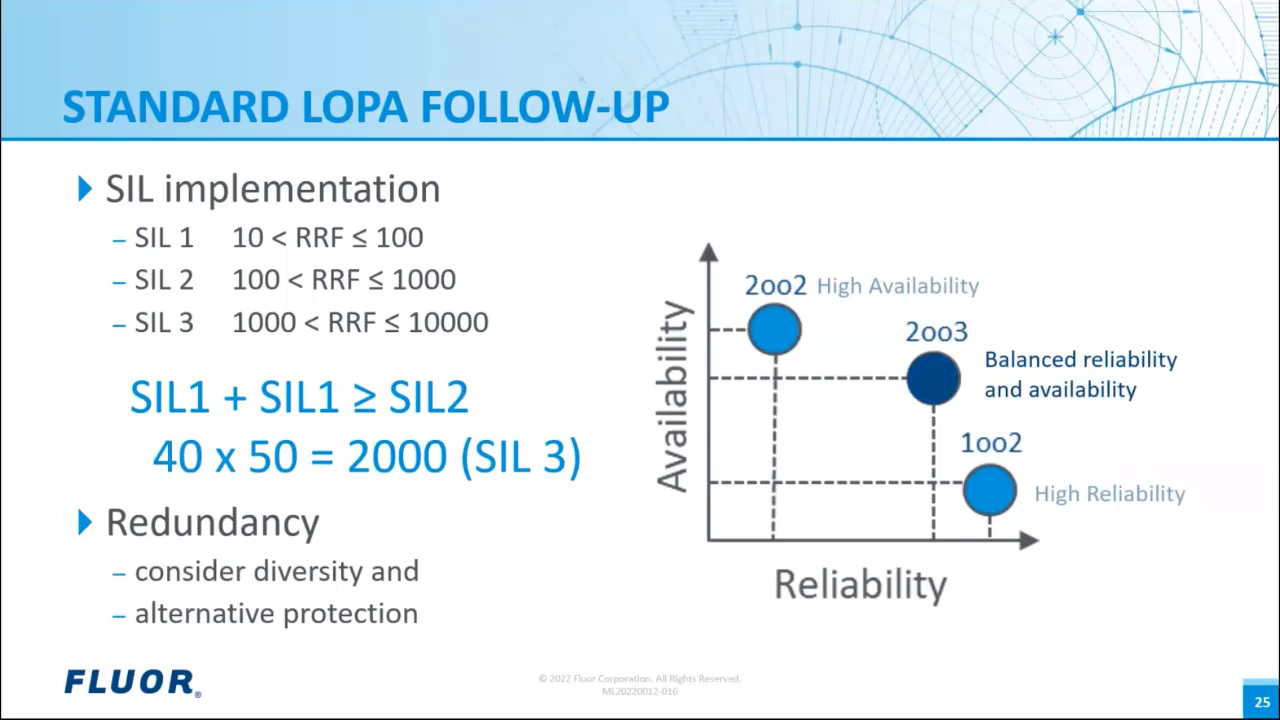 STANDARD LOPA FOLLOW-UP
SIL implementation
– SIL 1 10 < RRF ≤ 100
– SIL 2 100 < RRF ≤ 1000
– SIL 3 1000 < RRF ≤ 10000
SIL1 + SIL1 ≥ SIL2
40 x 50 = 2000 (SIL 3)
Redundancy
– consider diversity and
– alternative protection
Availability
2oo2 High Availability
2oo3
Balanced reliability
and availability
1oo2
High Reliability
Reliability
FLUOR®
© 2022 Fluor Corporation. All Rights Reserved.
MI.20220012-016
25